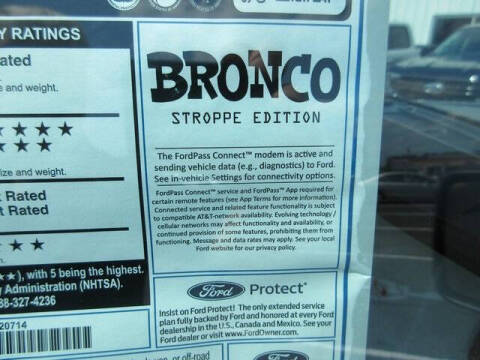 Y RATINGS
ated
e and weight.
ize and weight.
t Rated
t Rated
), with 5 being the highest.
Administration (NHTSA).
88-327-4236
20714
BRONCO
STROPPE EDITION
The FordPass Connect™ modem is active and
sending vehicle data (e.g., diagnostics) to Ford.
See in-vehicle Settings for connectivity options.
FordPass Connect™ service and FordPass™ App required for
certain remote features (see App Terms for more information).
Connected service and related feature functionality is subject
to compatible AT&T-network availability. Evolving technology /
cellular networks may affect functionality and availability, or
continued provision of some features, prohibiting them from
functioning. Message and data rates may apply. See your local
Ford website for our privacy policy.
Ford Protect
Insist on Ford Protect! The only extended service
plan fully backed by Ford and honored at every Ford
dealership in the U.S., Canada and Mexico. See your
Ford dealer or visit www.FordOwner.com.
on, or off-road
Ford